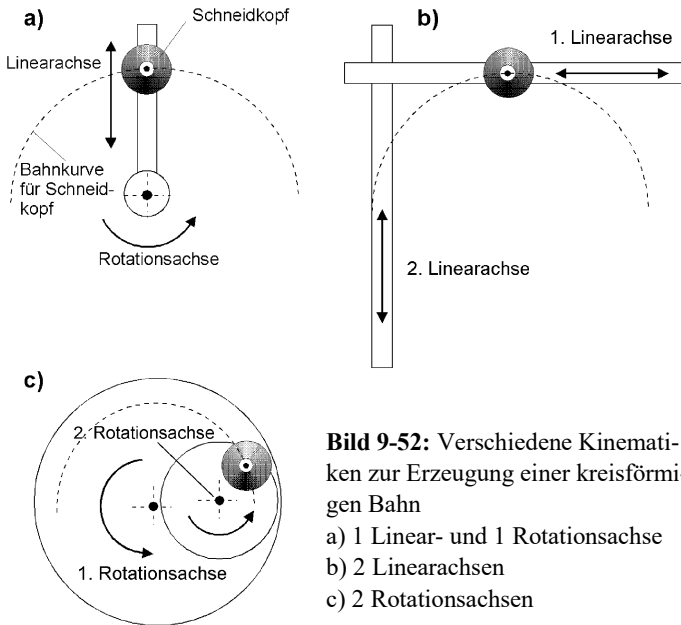 a)
Schneidkopf
Linearachse
Bahnkurve
für Schneid-
kopf
Rotationsachse
b)
1. Linearachse
2. Linearachse
c)
2. Rotationsachse
1. Rotationsachse
Bild 9-52: Verschiedene Kinemati-
ken zur Erzeugung einer kreisförmi-
gen Bahn
a) 1 Linear- und 1 Rotationsachse
b) 2 Linearachsen
c) 2 Rotationsachsen